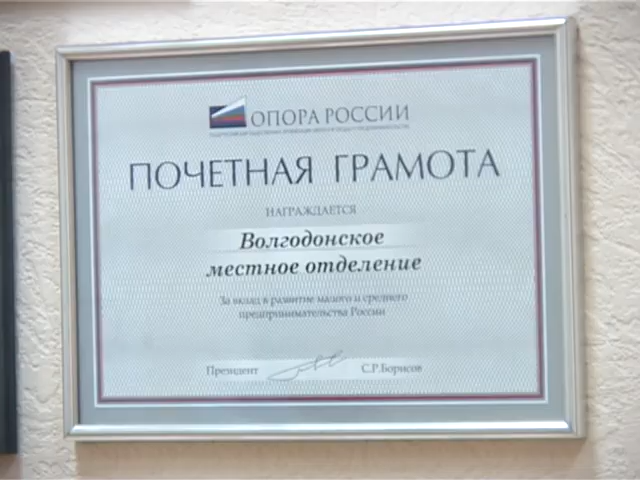 ОПОРА РОССИИ
ПОЧЕТНАЯ ГРАМОТА
НАГРАЖДАЕТСЯ
Волгодонское
местное отделение
За вклад в развитие малого и среднего
предпринимательства России
Президент С.Р.Борисов